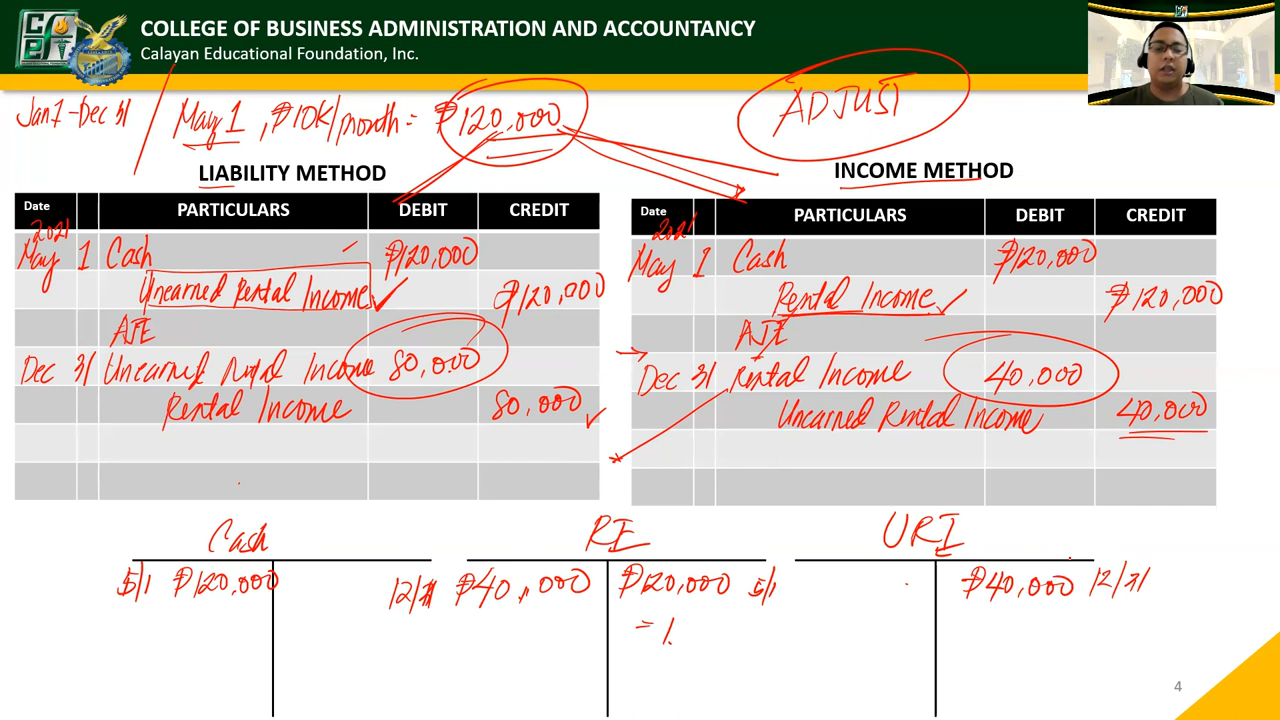 COLLEGE OF BUSINESS ADMINISTRATION AND ACCOUNTANCY
Calayan Educational Foundation, Inc.
Jan 1 - Dec 31 / May 1, ₱10K/month = ₱120,000
ADJUST
LIABILITY METHOD
Date PARTICULARS DEBIT CREDIT
2021
May 1 Cash ₱120,000
Unearned Rental Income ₱120,000
AJE
Dec 31 Unearned Rental Income 80,000
Rental Income 80,000
INCOME METHOD
Date PARTICULARS DEBIT CREDIT
2021
May 1 Cash ₱120,000
Rental Income ₱120,000
AJE
Dec 31 Rental Income 40,000
Unearned Rental Income 40,000
Cash RI URI
5/1 ₱120,000 12/31 ₱40,000 ₱120,000 5/1 ₱40,000 12/31
=
4